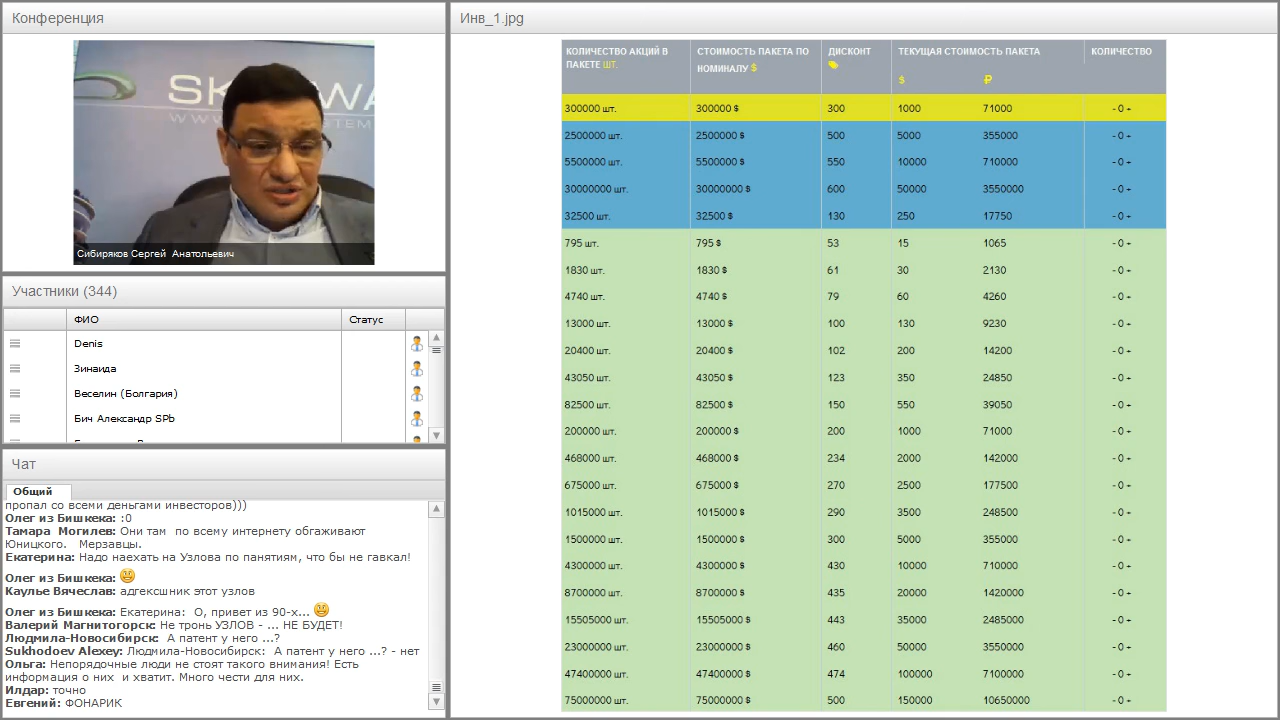 Конференция
SK WA
WWW STEM
Сибиряков Сергей Анатольевич
Участники (344)
ФИО Статус
Denis
Зинаида
Веселин (Болгария)
Бич Александр SPb
Чат
Общий
пропал со всеми деньгами инвесторов)))
Олег из Бишкека: :0
Тамара Могилев: Они там по всему интернету обгаживают
Юницкого. Мерзавцы.
Екатерина: Надо наехать на Узлова по панятиям, что бы не гавкал!
Олег из Бишкека:
Каулье Вячеслав: адгексшник этот узлов
Олег из Бишкека: Екатерина: О, привет из 90-х...
Валерий Магнитогорск: Не тронь УЗЛОВ - ... НЕ БУДЕТ!
Людмила-Новосибирск: А патент у него ...?
Sukhodoev Alexey: Людмила-Новосибирск: А патент у него ...? - нет
Ольга: Непорядочные люди не стоят такого внимания! Есть
информация о них и хватит. Много чести для них.
Илдар: точно
Евгений: ФОНАРИК
Инв_1.jpg
КОЛИЧЕСТВО АКЦИЙ В СТОИМОСТЬ ПАКЕТА ПО ДИСКОНТ ТЕКУЩАЯ СТОИМОСТЬ ПАКЕТА КОЛИЧЕСТВО
ПАКЕТЕ ШТ. НОМИНАЛУ $
$ ₽
300000 шт. 300000 $ 300 1000 71000 - 0 +
2500000 шт. 2500000 $ 500 5000 355000 - 0 +
5500000 шт. 5500000 $ 550 10000 710000 - 0 +
30000000 шт. 30000000 $ 600 50000 3550000 - 0 +
32500 шт. 32500 $ 130 250 17750 - 0 +
795 шт. 795 $ 53 15 1065 - 0 +
1830 шт. 1830 $ 61 30 2130 - 0 +
4740 шт. 4740 $ 79 60 4260 - 0 +
13000 шт. 13000 $ 100 130 9230 - 0 +
20400 шт. 20400 $ 102 200 14200 - 0 +
43050 шт. 43050 $ 123 350 24850 - 0 +
82500 шт. 82500 $ 150 550 39050 - 0 +
200000 шт. 200000 $ 200 1000 71000 - 0 +
468000 шт. 468000 $ 234 2000 142000 - 0 +
675000 шт. 675000 $ 270 2500 177500 - 0 +
1015000 шт. 1015000 $ 290 3500 248500 - 0 +
1500000 шт. 1500000 $ 300 5000 355000 - 0 +
4300000 шт. 4300000 $ 430 10000 710000 - 0 +
8700000 шт. 8700000 $ 435 20000 1420000 - 0 +
15505000 шт. 15505000 $ 443 35000 2485000 - 0 +
23000000 шт. 23000000 $ 460 50000 3550000 - 0 +
47400000 шт. 47400000 $ 474 100000 7100000 - 0 +
75000000 шт. 75000000 $ 500 150000 10650000 - 0 +